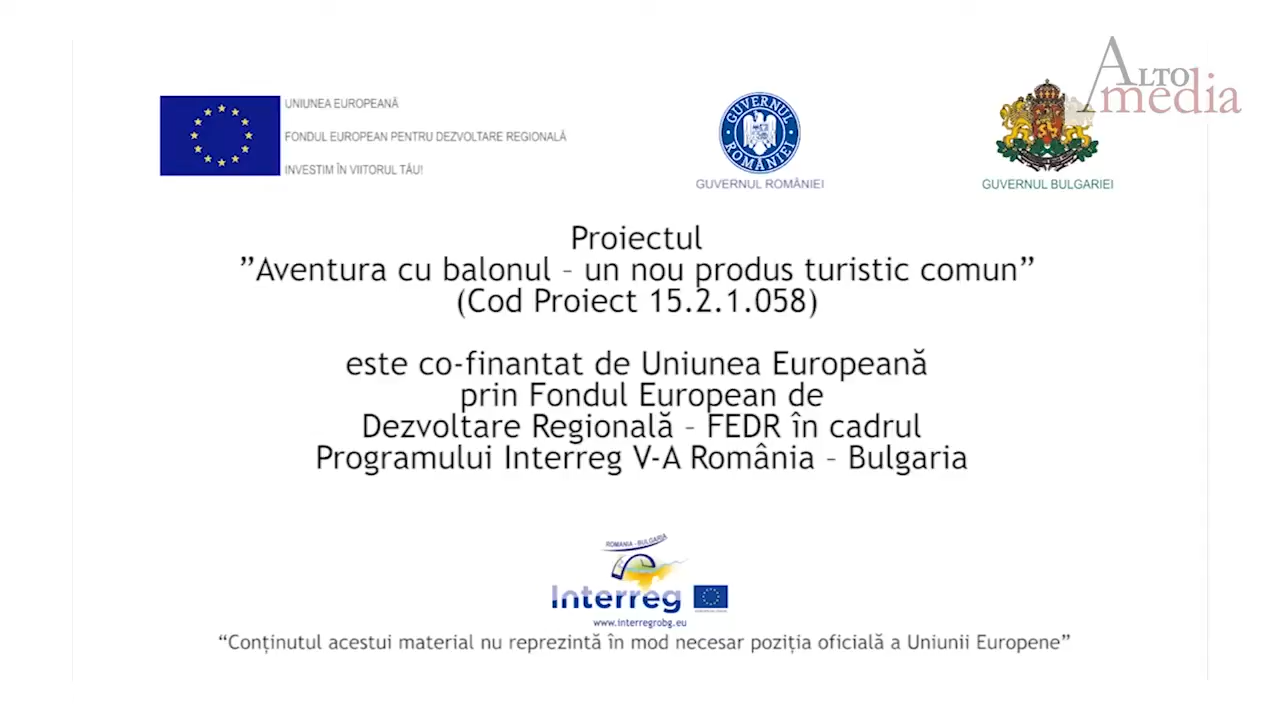 ALTO
media
UNIUNEA EUROPEANĂ
FONDUL EUROPEAN PENTRU DEZVOLTARE REGIONALĂ
INVESTIM ÎN VIITORUL TĂU!
GUVERNUL ROMÂNIEI
GUVERNUL ROMÂNIEI
GUVERNUL BULGARIEI
Proiectul
”Aventura cu balonul – un nou produs turistic comun”
(Cod Proiect 15.2.1.058)
este co-finantat de Uniunea Europeană
prin Fondul European de
Dezvoltare Regională – FEDR în cadrul
Programului Interreg V-A România – Bulgaria
ROMANIA - BULGARIA
Interreg
www.interregrobg.eu
“Conținutul acestui material nu reprezintă în mod necesar poziția oficială a Uniunii Europene”